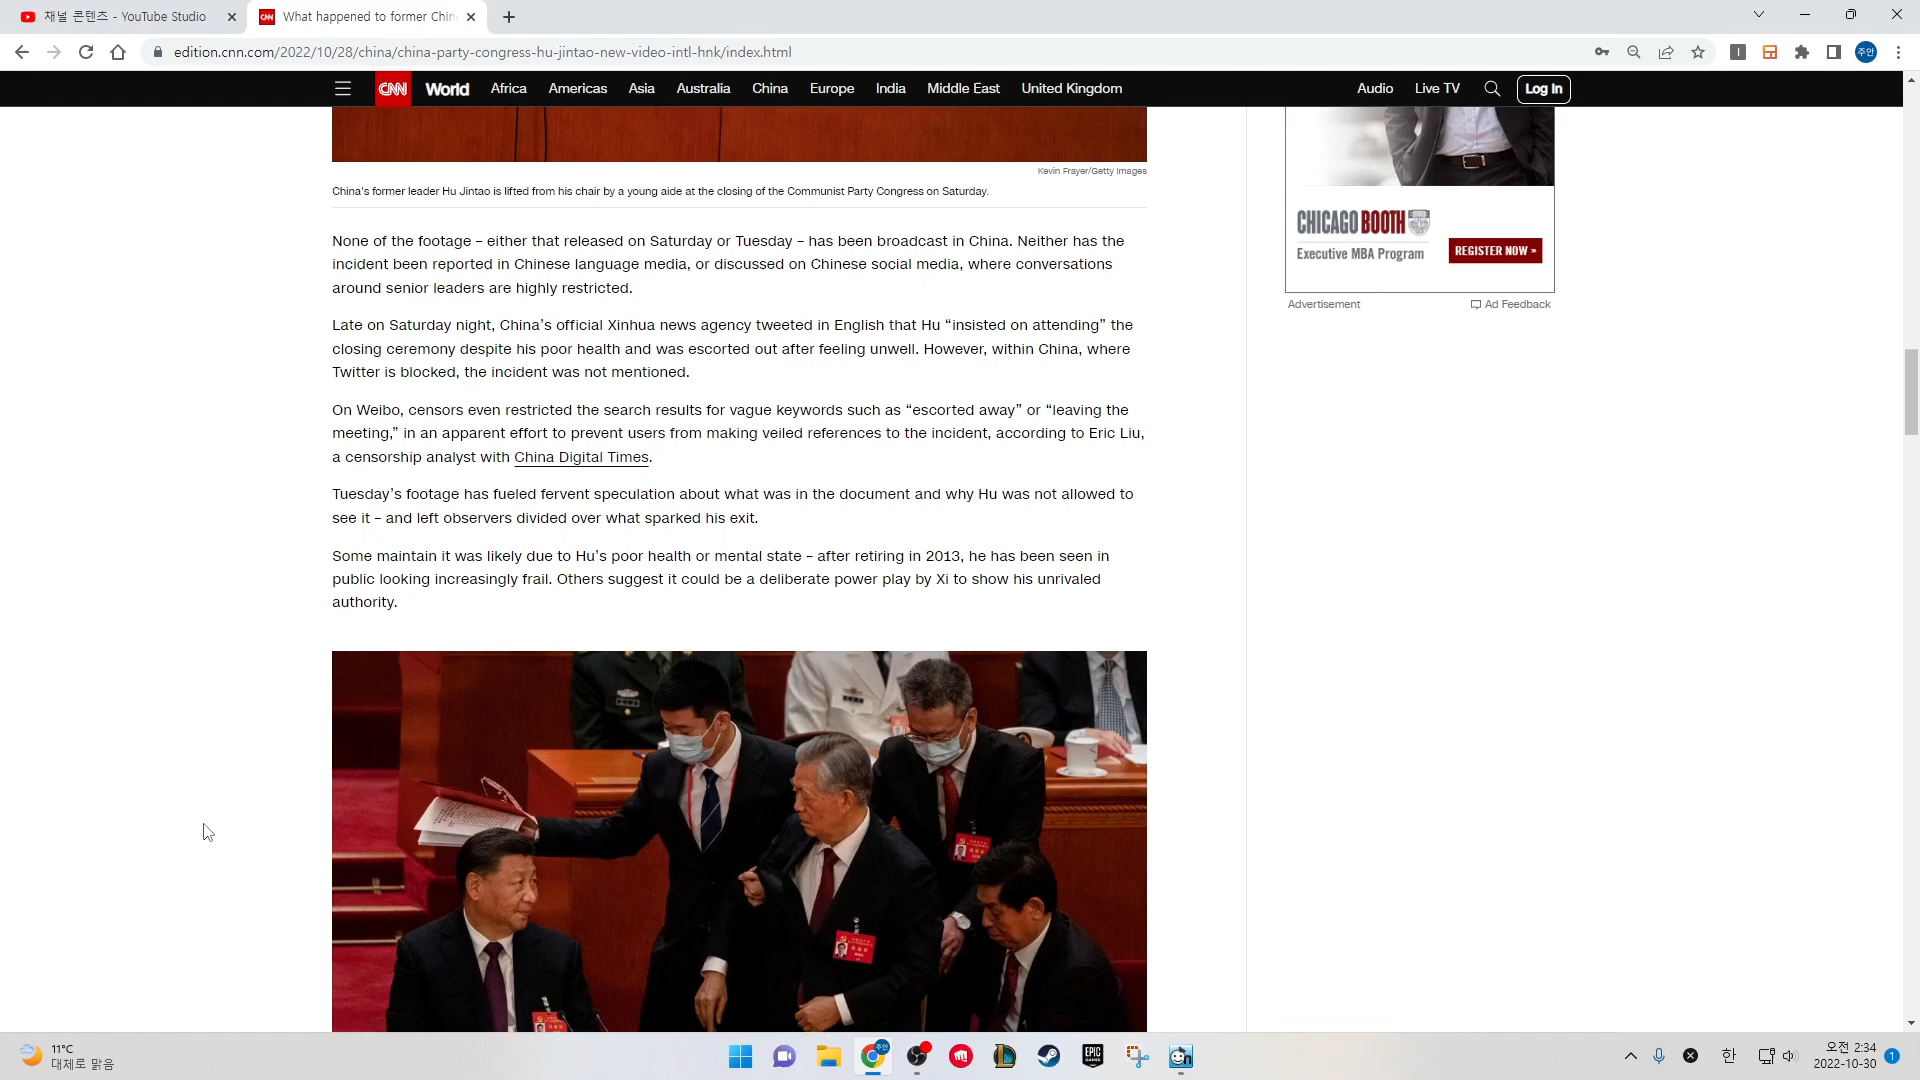 채널 콘텐츠 - YouTube Studio
CNN What happened to former Chin
edition.cnn.com/2022/10/28/china/china-party-congress-hu-jintao-new-video-intl-hnk/index.html
주안
CNN World Africa Americas Asia Australia China Europe India Middle East United Kingdom Audio Live TV Log In
Kevin Frayer/Getty Images
China's former leader Hu Jintao is lifted from his chair by a young aide at the closing of the Communist Party Congress on Saturday.
None of the footage – either that released on Saturday or Tuesday – has been broadcast in China. Neither has the
incident been reported in Chinese language media, or discussed on Chinese social media, where conversations
around senior leaders are highly restricted.
Late on Saturday night, China’s official Xinhua news agency tweeted in English that Hu “insisted on attending” the
closing ceremony despite his poor health and was escorted out after feeling unwell. However, within China, where
Twitter is blocked, the incident was not mentioned.
On Weibo, censors even restricted the search results for vague keywords such as “escorted away” or “leaving the
meeting,” in an apparent effort to prevent users from making veiled references to the incident, according to Eric Liu,
a censorship analyst with China Digital Times.
Tuesday’s footage has fueled fervent speculation about what was in the document and why Hu was not allowed to
see it – and left observers divided over what sparked his exit.
Some maintain it was likely due to Hu’s poor health or mental state – after retiring in 2013, he has been seen in
public looking increasingly frail. Others suggest it could be a deliberate power play by Xi to show his unrivaled
authority.
CHICAGO BOOTH
Executive MBA Program
REGISTER NOW »
Advertisement
Ad Feedback
11°C
대체로 맑음
주안
EPIC
GAMES
한
오전 2:34
2022-10-30
1